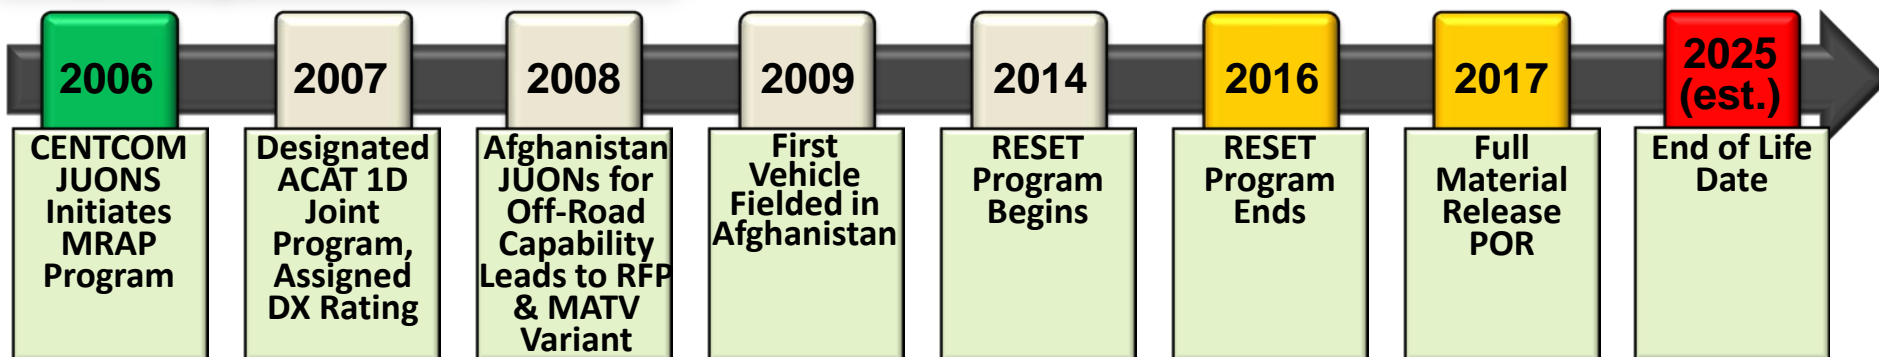 2006
CENTCOM
JUONS
Initiates
MRAP
Program
2007
Designated
ACAT 1D
Joint
Program,
Assigned
DX Rating
2008
Afghanistan
JUONs for
Off-Road
Capability
Leads to RFP
& MATV
Variant
2009
First
Vehicle
Fielded in
Afghanistan
2014
RESET
Program
Begins
2016
RESET
Program
Ends
2017
Full
Material
Release
POR
2025
(est.)
End of Life
Date